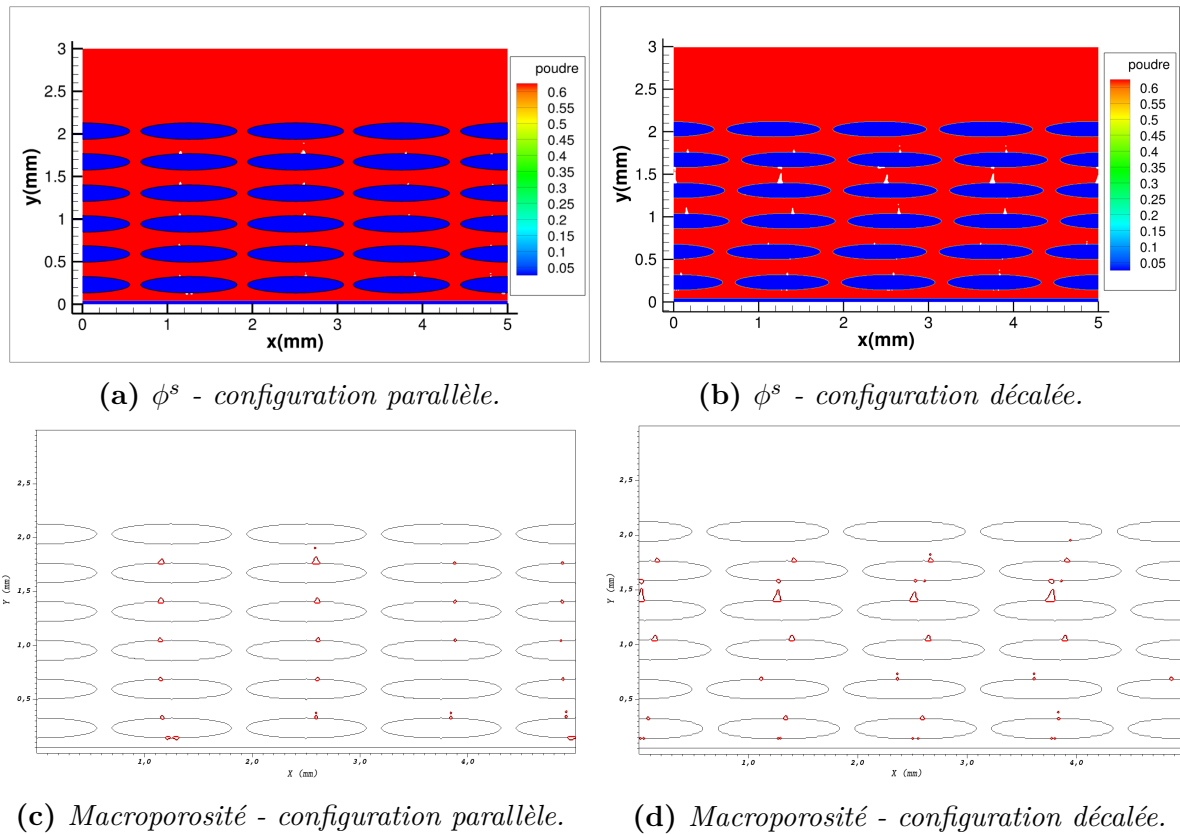 3
2
1
2.5
1.5
0.5
0
y(mm)
0 1 2 3 4 5
x(mm)
poudre
0.6
0.55
0.5
0.45
0.4
0.35
0.3
0.25
0.2
0.15
0.1
0.05
3
2.5
2
1.5
1
0.5
0
y(mm)
0 1 2 3 4 5
x(mm)
poudre
0.6
0.55
0.5
0.45
0.4
0.35
0.3
0.25
0.2
0.15
0.1
0.05
(a) ϕˢ - configuration parallèle.
(b) ϕˢ - configuration décalée.
2,5
2,0
1,5
1,0
0,5
Y (mm)
1,0 2,0 3,0 4,0
X (mm)
2,5
2,0
1,5
1,0
0,5
Y (mm)
1,0 2,0 3,0 4,0
X (mm)
(c) Macroporosité - configuration parallèle.
(d) Macroporosité - configuration décalée.